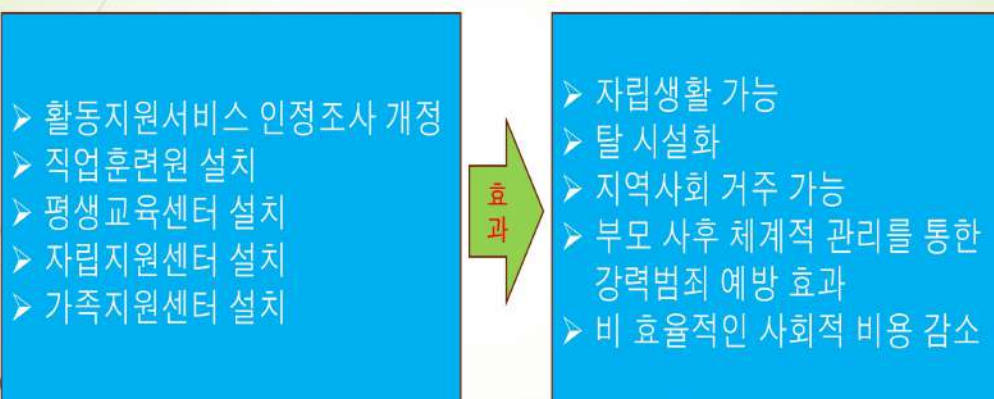 ➢ 활동지원서비스 인정조사 개정
➢ 직업훈련원 설치
➢ 평생교육센터 설치
➢ 자립지원센터 설치
➢ 가족지원센터 설치
효
과
➢ 자립생활 가능
➢ 탈 시설화
➢ 지역사회 거주 가능
➢ 부모 사후 체계적 관리를 통한
강력범죄 예방 효과
➢ 비 효율적인 사회적 비용 감소